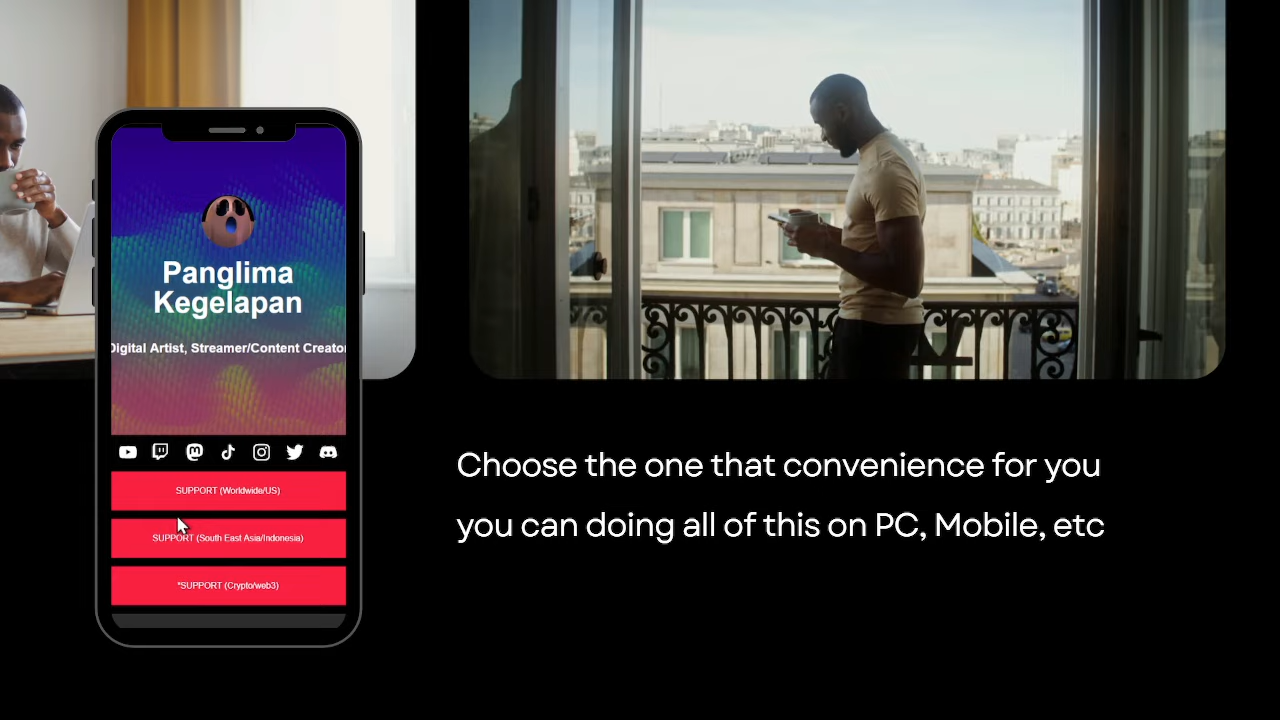 Panglima
Kegelapan
Digital Artist, Streamer/Content Creator
SUPPORT (Worldwide/US)
SUPPORT (South East Asia/Indonesia)
*SUPPORT (Crypto/web3)
Choose the one that convenience for you
you can doing all of this on PC, Mobile, etc